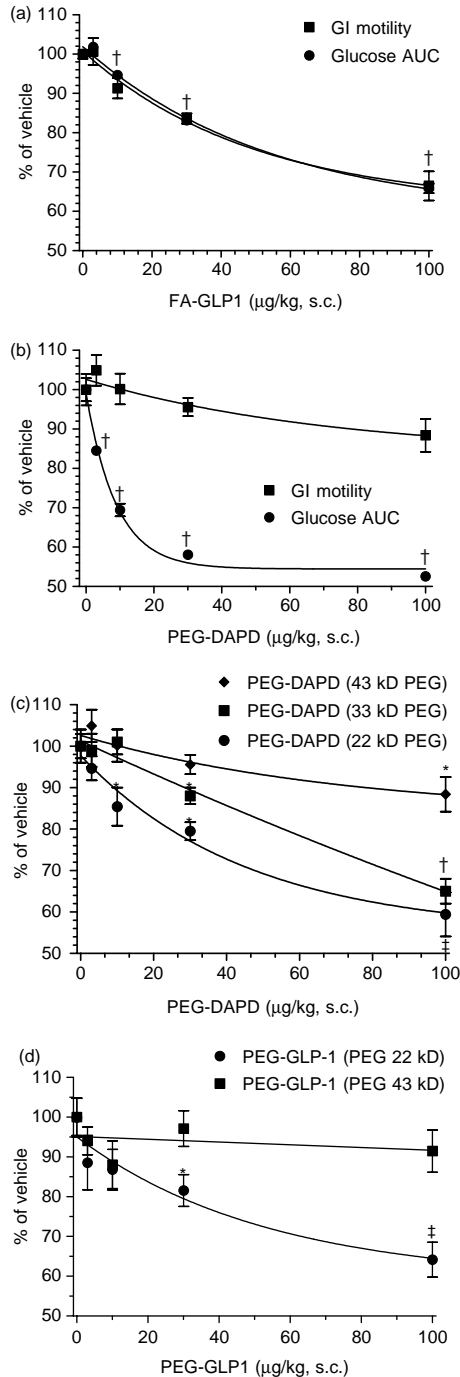 (a)
GI motility
Glucose AUC
110
100
90
80
70
60
50
% of vehicle
† † †
0 20 40 60 80 100
FA-GLP1 (μg/kg, s.c.)
(b)
110
100
90
80
70
60
50
% of vehicle
† † † †
GI motility
Glucose AUC
0 20 40 60 80 100
PEG-DAPD (μg/kg, s.c.)
(c)
PEG-DAPD (43 kD PEG)
PEG-DAPD (33 kD PEG)
PEG-DAPD (22 kD PEG)
110
100
90
80
70
60
50
% of vehicle
* * * *
†
‡
0 20 40 60 80 100
PEG-DAPD (μg/kg, s.c.)
(d)
PEG-GLP-1 (PEG 22 kD)
PEG-GLP-1 (PEG 43 kD)
110
100
90
80
70
60
50
% of vehicle
*
‡
0 20 40 60 80 100
PEG-GLP1 (μg/kg, s.c.)